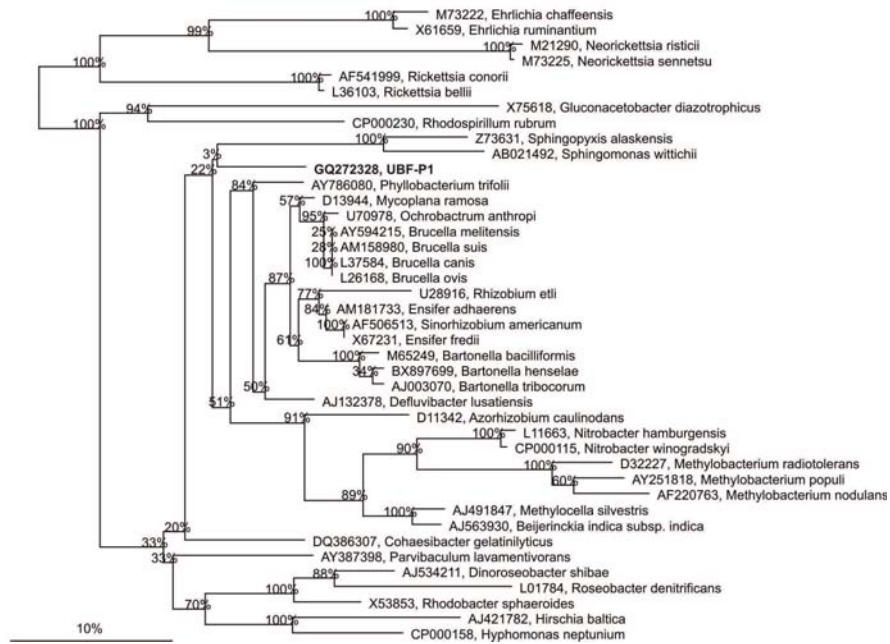 100% M73222, Ehrlichia chaffeensis
99% X61659, Ehrlichia ruminantium
100% M21290, Neorickettsia risticii
100% M73225, Neorickettsia sennetsu
100% AF541999, Rickettsia conorii
L36103, Rickettsia bellii
94% X75618, Gluconacetobacter diazotrophicus
100% CP000230, Rhodospirillum rubrum
100% Z73631, Sphingopyxis alaskensis
3% AB021492, Sphingomonas wittichii
22% GQ272328, UBF-P1
84% AY786080, Phyllobacterium trifolii
57% D13944, Mycoplana ramosa
95% U70978, Ochrobactrum anthropi
25% AY594215, Brucella melitensis
28% AM158980, Brucella suis
100% L37584, Brucella canis
L26168, Brucella ovis
87%
77% U28916, Rhizobium etli
84% AM181733, Ensifer adhaerens
100% AF506513, Sinorhizobium americanum
61% X67231, Ensifer fredii
100% M65249, Bartonella bacilliformis
34% BX897699, Bartonella henselae
50% AJ003070, Bartonella tribocorum
51% AJ132378, Defluvibacter lusatiensis
91% D11342, Azorhizobium caulinodans
100% L11663, Nitrobacter hamburgensis
90% CP000115, Nitrobacter winogradskyi
100% D32227, Methylobacterium radiotolerans
60% AY251818, Methylobacterium populi
89% AF220763, Methylobacterium nodulans
100% AJ491847, Methylocella silvestris
20% AJ563930, Beijerinckia indica subsp. indica
33% DQ386307, Cohaesibacter gelatinilyticus
33% AY387398, Parvibaculum lavamentivorans
88% AJ534211, Dinoroseobacter shibae
100% L01784, Roseobacter denitrificans
70% X53853, Rhodobacter sphaeroides
100% AJ421782, Hirschia baltica
10% CP000158, Hyphomonas neptunium